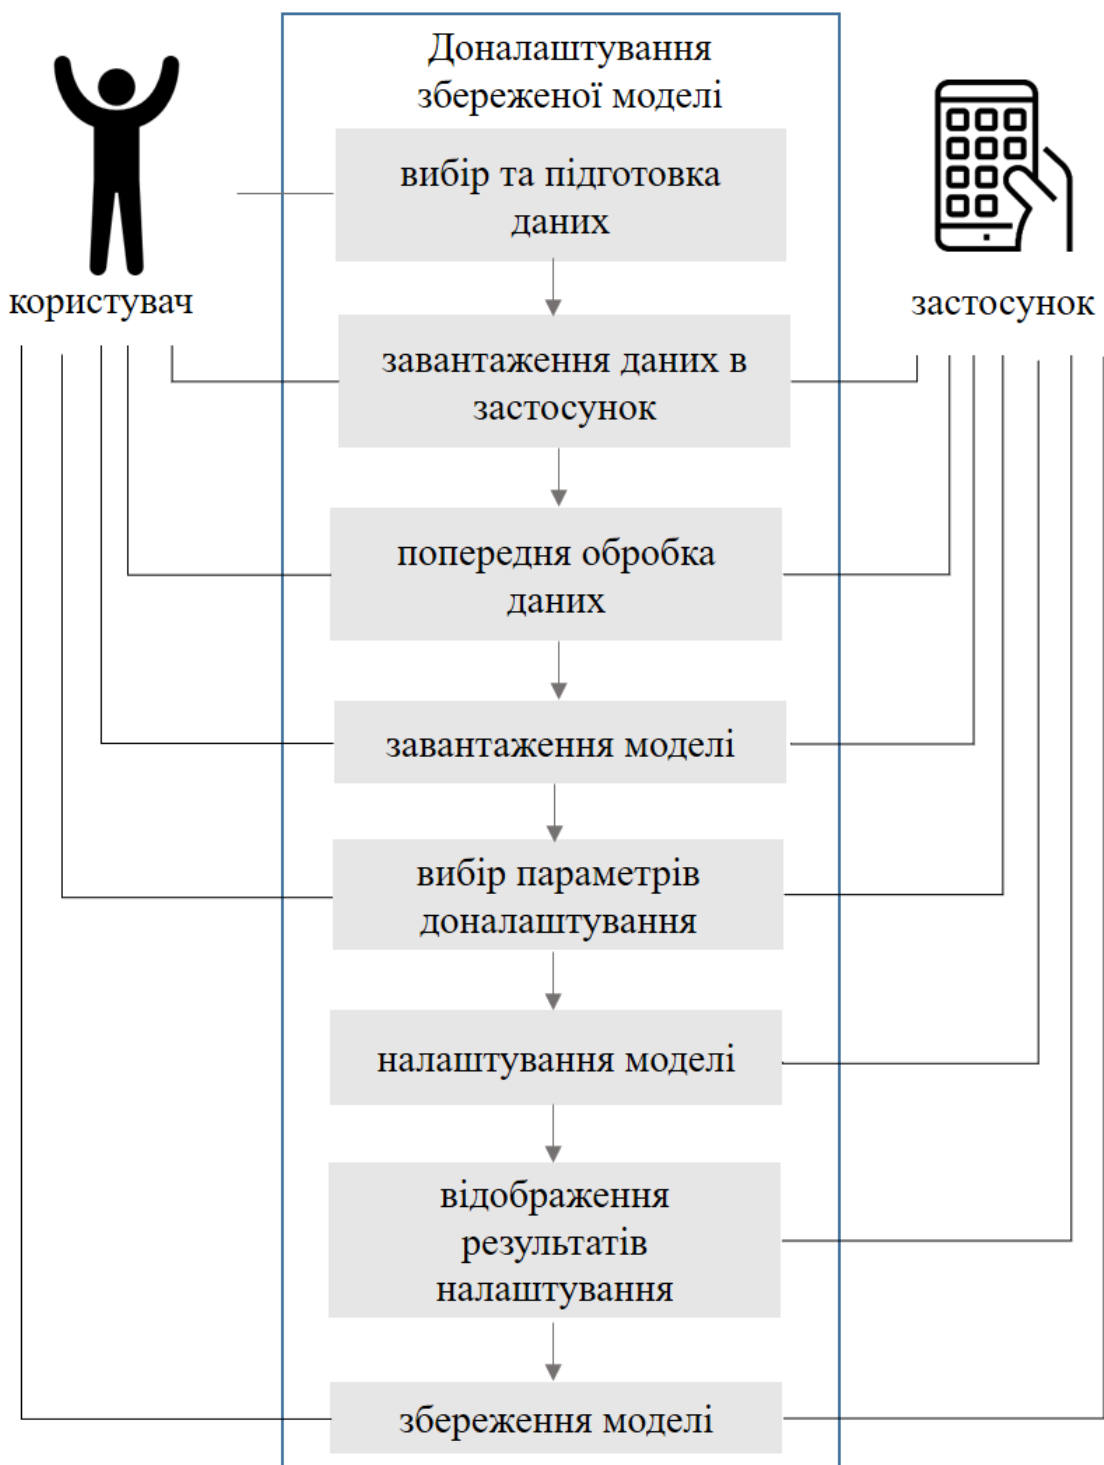 Доналаштування
збереженої моделі
вибір та підготовка
даних
користувач
застосунок
завантаження даних в
застосунок
попередня обробка
даних
завантаження моделі
вибір параметрів
доналаштування
налаштування моделі
відображення
результатів
налаштування
збереження моделі